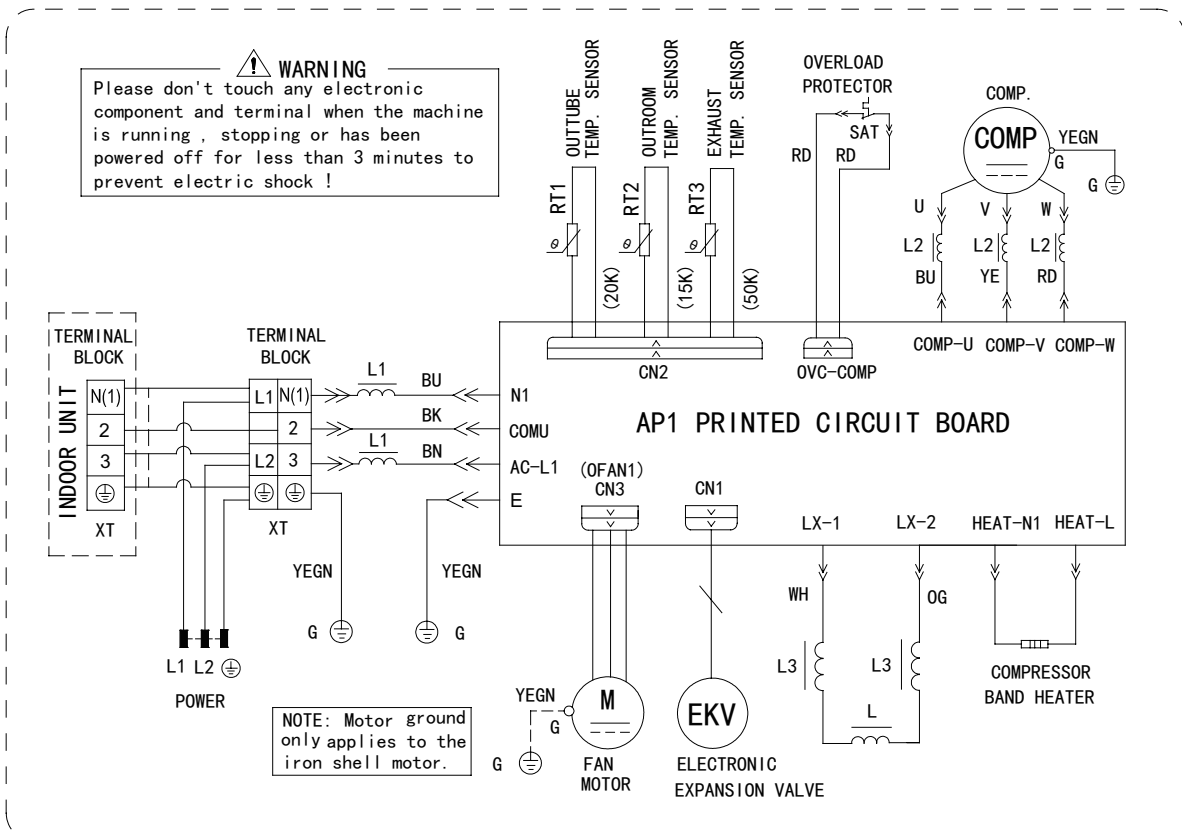 WARNING
Please don't touch any electronic
component and terminal when the machine
is running , stopping or has been
powered off for less than 3 minutes to
prevent electric shock !
OUTTUBE
TEMP. SENSOR
OUTROOM
TEMP. SENSOR
EXHAUST
TEMP. SENSOR
RT1
RT2
RT3
θ
θ
θ
(20K)
(15K)
(50K)
OVERLOAD
PROTECTOR
SAT
RD
RD
COMP.
COMP
YEGN
G
G
U
V
W
L2
L2
L2
BU
YE
RD
CN2
OVC-COMP
COMP-U
COMP-V
COMP-W
INDOOR UNIT
TERMINAL
BLOCK
N(1)
2
3
XT
TERMINAL
BLOCK
L1
N(1)
2
L2
3
XT
L1
BU
BK
L1
BN
N1
COMU
AC-L1
E
AP1 PRINTED CIRCUIT BOARD
(OFAN1)
CN3
CN1
LX-1
LX-2
HEAT-N1
HEAT-L
YEGN
G
YEGN
G
L1
L2
POWER
WH
OG
L3
L3
L
COMPRESSOR
BAND HEATER
YEGN
G
G
M
FAN
MOTOR
EKV
ELECTRONIC
EXPANSION VALVE
NOTE: Motor ground
only applies to the
iron shell motor.